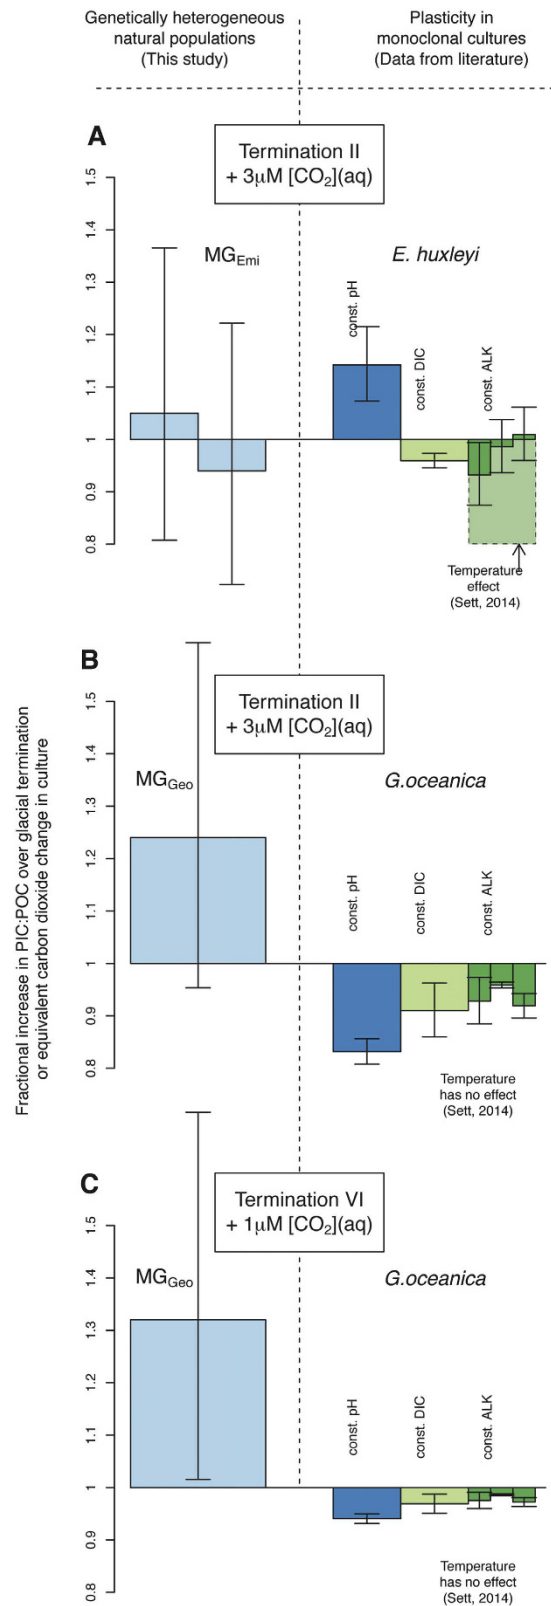 Genetically heterogeneous
natural populations
(This study)
Plasticity in
monoclonal cultures
(Data from literature)
Fractional increase in PIC:POC over glacial termination
or equivalent carbon dioxide change in culture
A
Termination II
+ 3μM [CO₂](aq)
1.5
1.4
1.3
1.2
1.1
1
0.9
0.8
MG_Emi
E. huxleyi
const. pH
const. DIC
const. ALK
Temperature
effect
(Sett, 2014)
B
Termination II
+ 3μM [CO₂](aq)
1.5
1.4
1.3
1.2
1.1
1
0.9
0.8
MG_Geo
G.oceanica
const. pH
const. DIC
const. ALK
Temperature
has no effect
(Sett, 2014)
C
Termination VI
+ 1μM [CO₂](aq)
1.5
1.4
1.3
1.2
1.1
1
0.9
0.8
MG_Geo
G.oceanica
const. pH
const. DIC
const. ALK
Temperature
has no effect
(Sett, 2014)